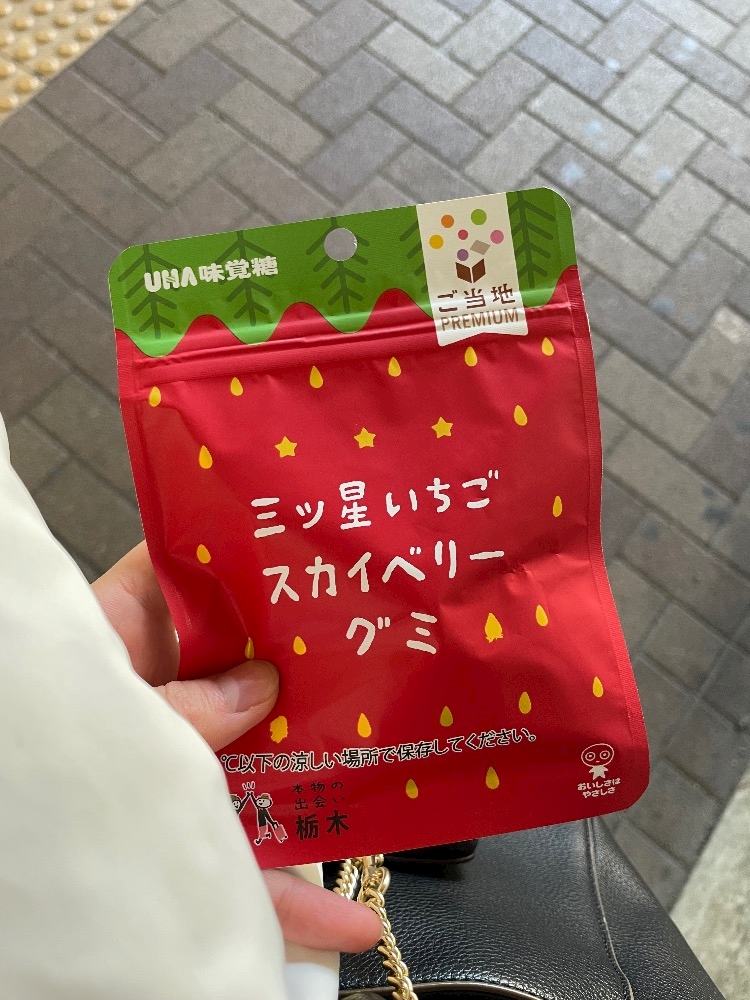 UHA味覚糖
ご当地
PREMIUM
三ツ星いちご
スカイベリー
グミ
℃以下の涼しい場所で保存してください。
本物の
出会い
栃木
おいしさは
やさしさ